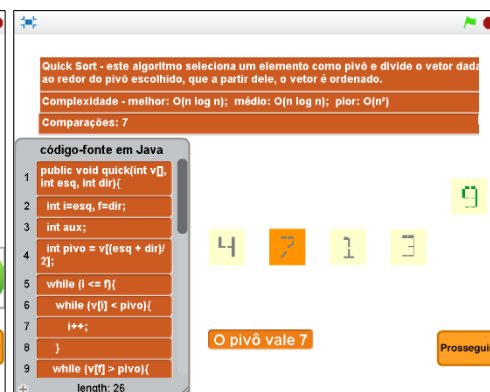 Quick Sort - este algoritmo seleciona um elemento como pivô e divide o vetor dada
ao redor do pivô escolhido, que a partir dele, o vetor é ordenado.
Complexidade - melhor: O(n log n); médio: O(n log n); pior: O(n²)
Comparações: 7
código-fonte em Java
1 public void quick(int v[], int esq, int dir){
2 int i=esq, f=dir;
3 int aux;
4 int pivo = v[(esq + dir)/
2];
5 while (i <= f){
6 while (v[i] < pivo){
7 i++;
8 }
9 while (v[f] > pivo){
+ length: 26
9
4 7 1 3
O pivô vale 7
Prosseguir